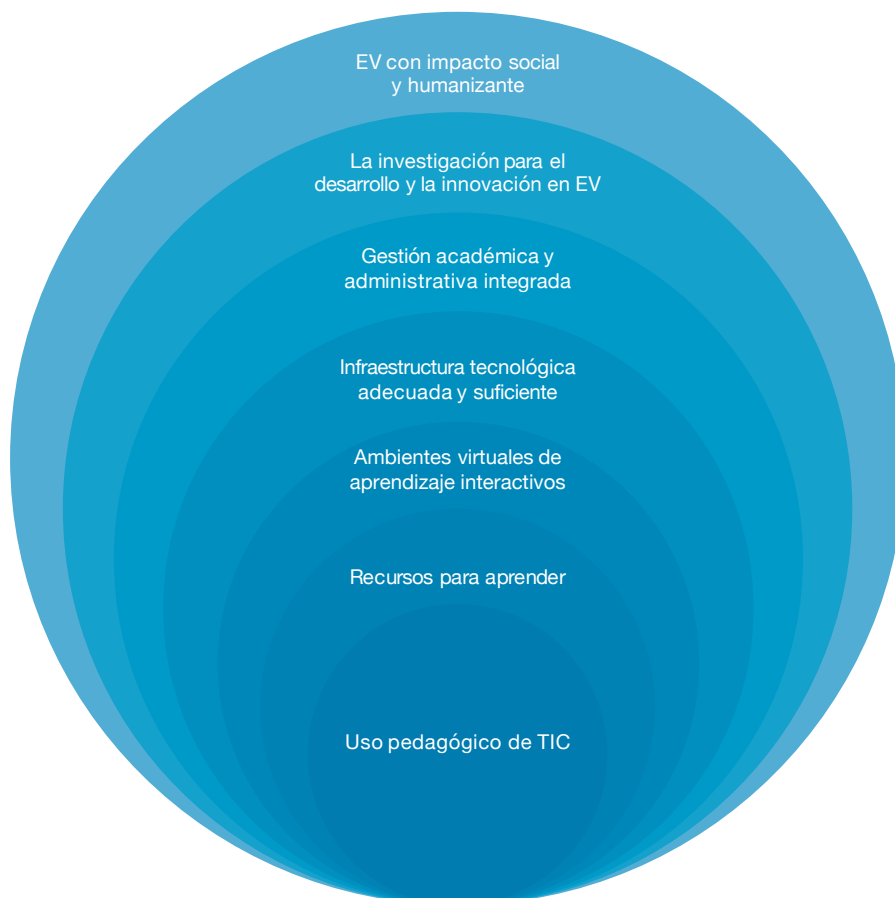 EV con impacto social
y humanizante
La investigación para el
desarrollo y la innovación en EV
Gestión académica y
administrativa integrada
Infraestructura tecnológica
adecuada y suficiente
Ambientes virtuales de
aprendizaje interactivos
Recursos para aprender
Uso pedagógico de TIC